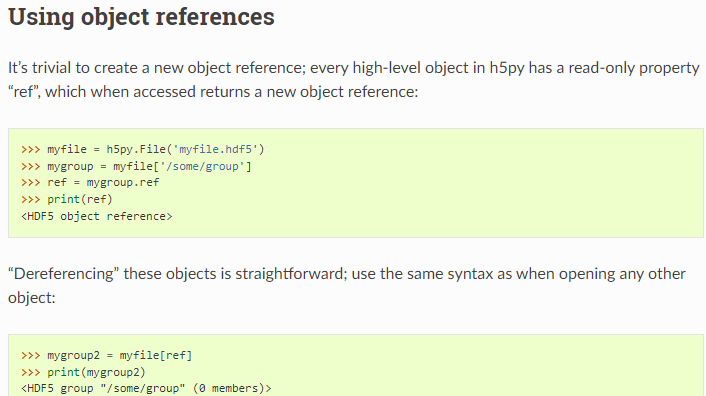 Using object references
It’s trivial to create a new object reference; every high-level object in h5py has a read-only property
“ref”, which when accessed returns a new object reference:
>>> myfile = h5py.File('myfile.hdf5')
>>> mygroup = myfile['/some/group']
>>> ref = mygroup.ref
>>> print(ref)
<HDF5 object reference>
“Dereferencing” these objects is straightforward; use the same syntax as when opening any other
object:
>>> mygroup2 = myfile[ref]
>>> print(mygroup2)
<HDF5 group "/some/group" (0 members)>